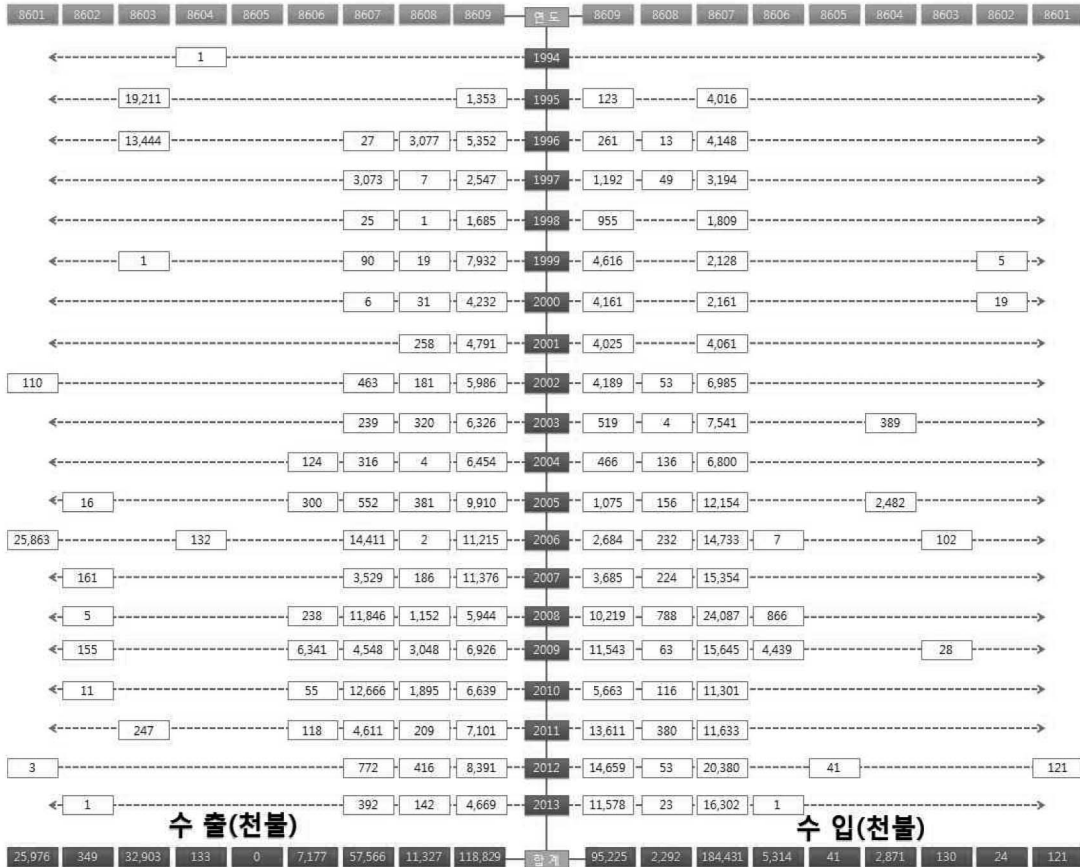 8601 8602 8603 8604 8605 8606 8607 8608 8609 연도 8609 8608 8607 8606 8605 8604 8603 8602 8601
1 1994
19,211 1,353 1995 123 4,016
13,444 27 3,077 5,352 1996 261 13 4,148
3,073 7 2,547 1997 1,192 49 3,194
25 1 1,685 1998 955 1,809
1 90 19 7,932 1999 4,616 2,128 5
6 31 4,232 2000 4,161 2,161 19
258 4,791 2001 4,025 4,061
110 463 181 5,986 2002 4,189 53 6,985
239 320 6,326 2003 519 4 7,541 389
124 316 4 6,454 2004 466 136 6,800
16 300 552 381 9,910 2005 1,075 156 12,154 2,482
25,863 132 14,411 2 11,215 2006 2,684 232 14,733 7 102
161 3,529 186 11,376 2007 3,685 224 15,354
5 238 11,846 1,152 5,944 2008 10,219 788 24,087 866
155 6,341 4,548 3,048 6,926 2009 11,543 63 15,645 4,439 28
11 55 12,666 1,895 6,639 2010 5,663 116 11,301
247 118 4,611 209 7,101 2011 13,611 380 11,633
3 772 416 8,391 2012 14,659 53 20,380 41 121
1 392 142 4,669 2013 11,578 23 16,302 1
수 출(천불) 수 입(천불)
25,976 349 32,903 133 0 7,177 57,566 11,327 118,829 합계 95,225 2,292 184,431 5,314 41 2,871 130 24 121